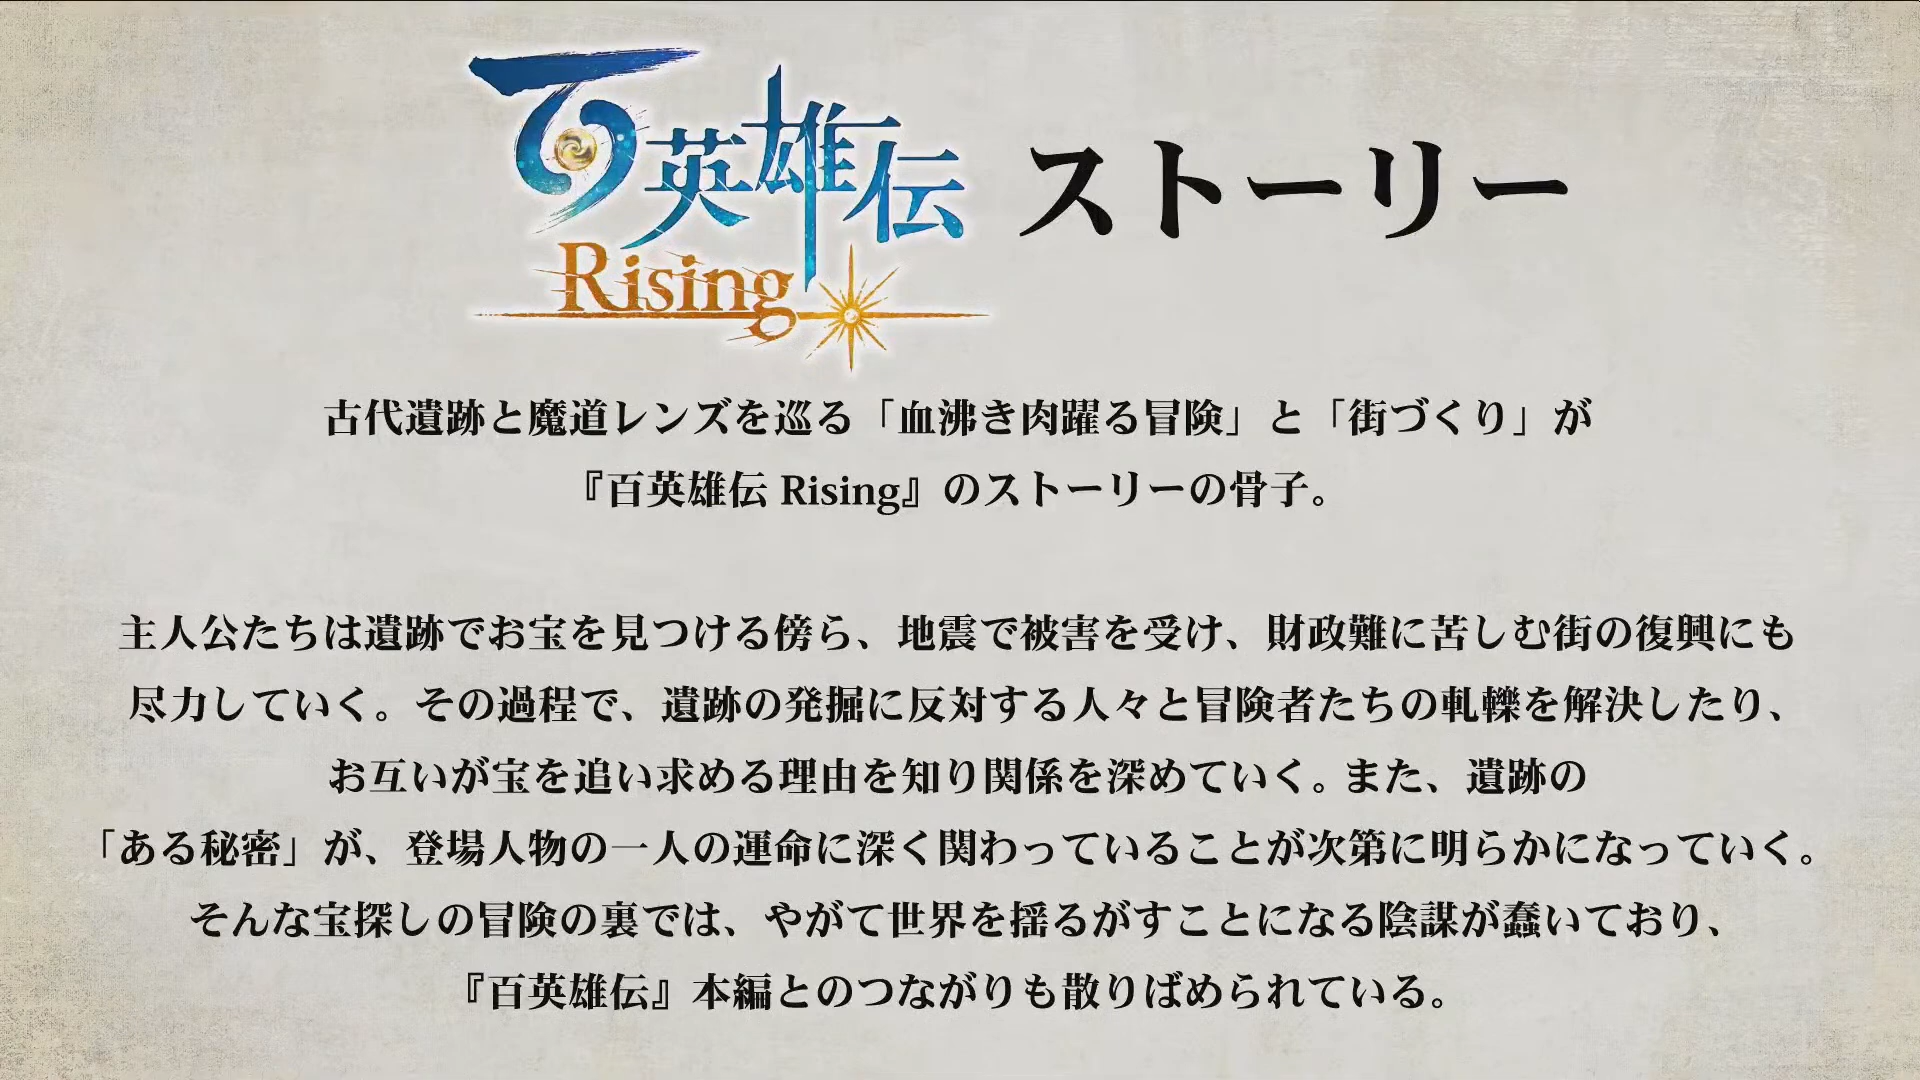 百英雄伝 ストーリー
Rising
古代遺跡と魔道レンズを巡る「血沸き肉躍る冒険」と「街づくり」が
『百英雄伝 Rising』のストーリーの骨子。
主人公たちは遺跡でお宝を見つける傍ら、地震で被害を受け、財政難に苦しむ街の復興にも
尽力していく。その過程で、遺跡の発掘に反対する人々と冒険者たちの軋轢を解決したり、
お互いが宝を追い求める理由を知り関係を深めていく。また、遺跡の
「ある秘密」が、登場人物の一人の運命に深く関わっていることが次第に明らかになっていく。
そんな宝探しの冒険の裏では、やがて世界を揺るがすことになる陰謀が蠢いており、
『百英雄伝』本編とのつながりも散りばめられている。